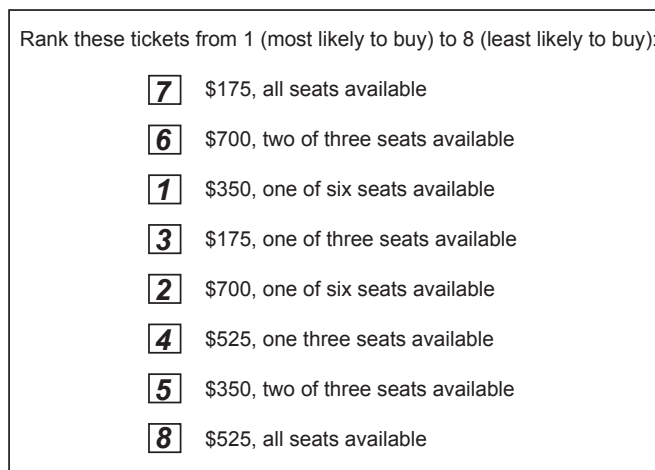 Rank these tickets from 1 (most likely to buy) to 8 (least likely to buy):
7 $175, all seats available
6 $700, two of three seats available
1 $350, one of six seats available
3 $175, one of three seats available
2 $700, one of six seats available
4 $525, one three seats available
5 $350, two of three seats available
8 $525, all seats available